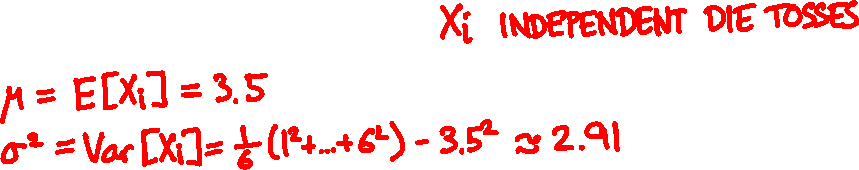 Xi INDEPENDENT DIE TOSSES
μ = E[Xi] = 3.5
σ² = Var[Xi] = 1/6 (1²+...+6²) - 3.5² ≈ 2.91